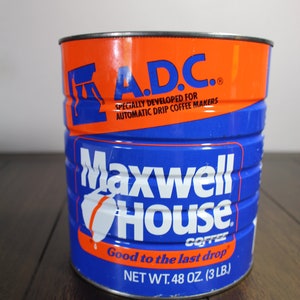 A.D.C.®
SPECIALLY DEVELOPED FOR
AUTOMATIC DRIP COFFEE MAKERS
Maxwell
House®
COFFEE
Good to the last drop®
NET WT. 48 OZ. (3 LB.)